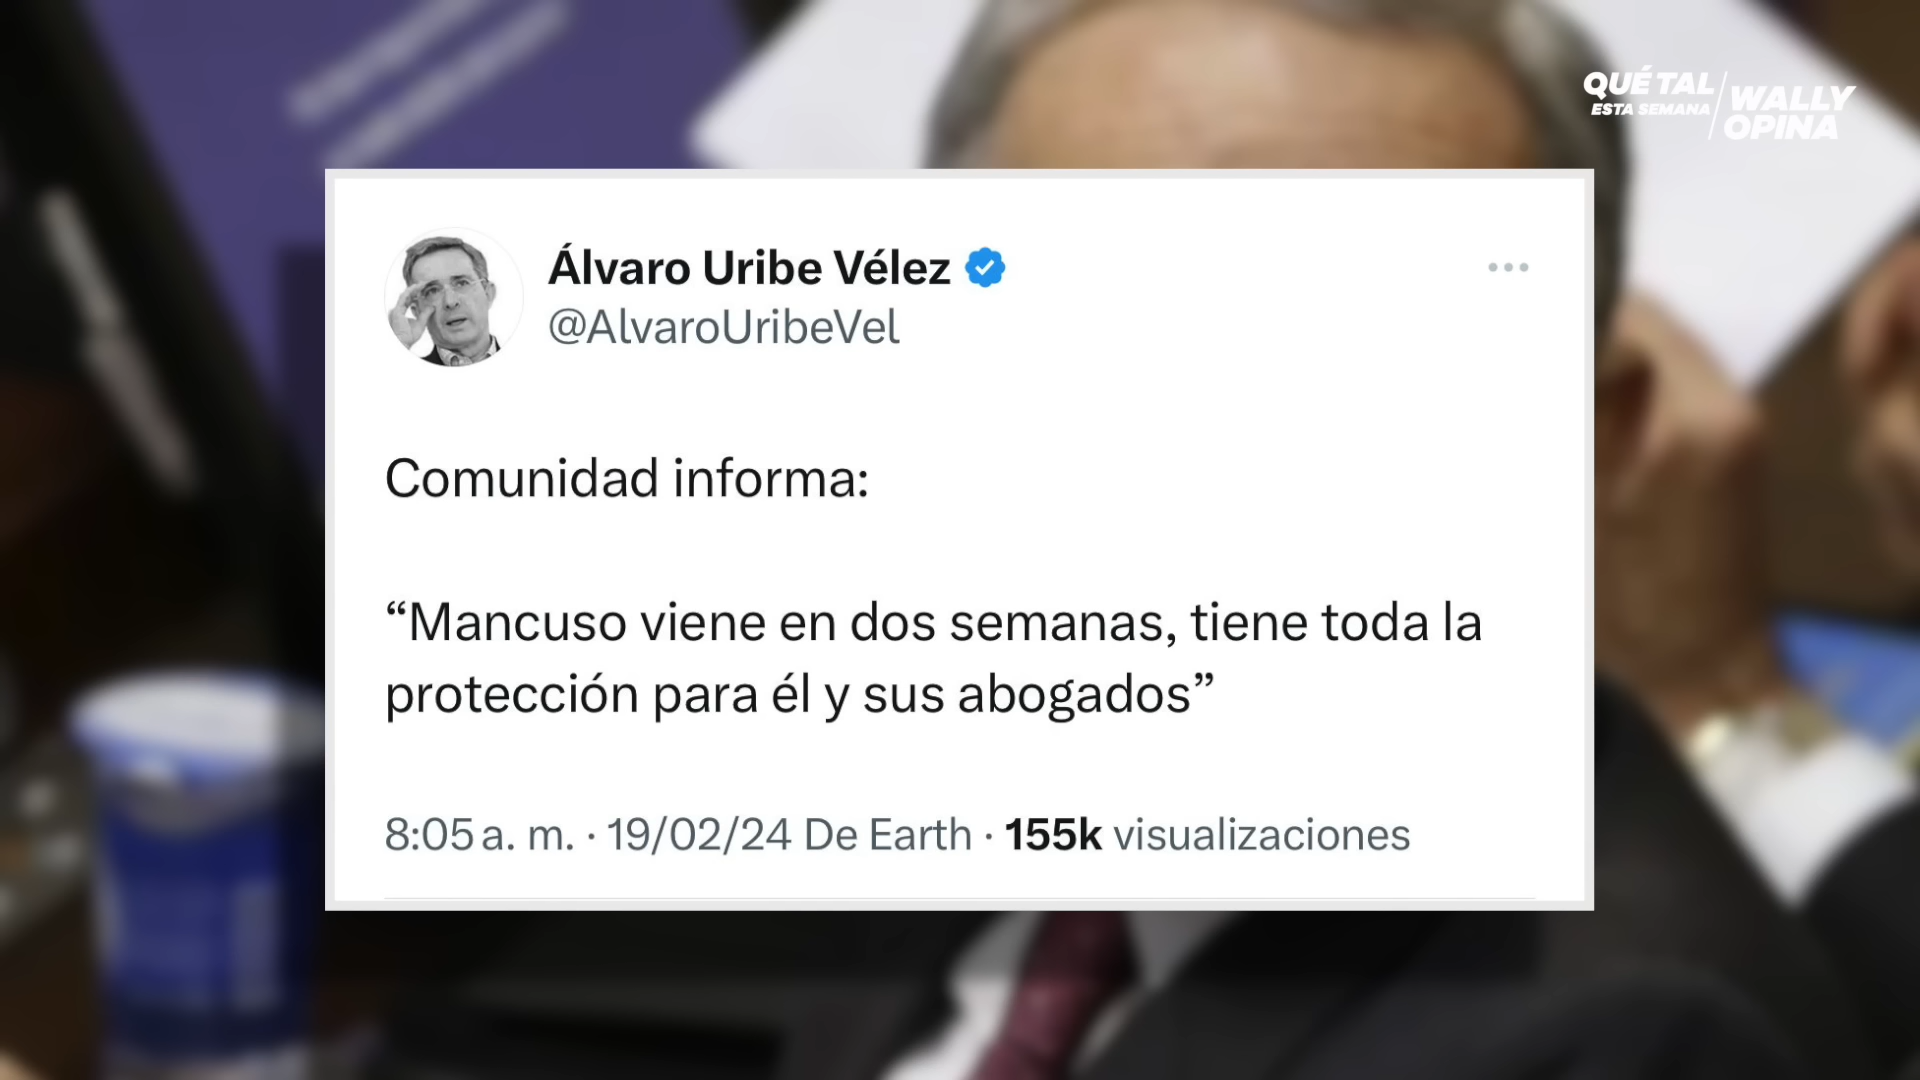 QUÉ TAL
ESTA SEMANA
WALLY
OPINA
Álvaro Uribe Vélez
@AlvaroUribeVel
Comunidad informa:
“Mancuso viene en dos semanas, tiene toda la
protección para él y sus abogados”
8:05 a. m. · 19/02/24 De Earth · 155k visualizaciones